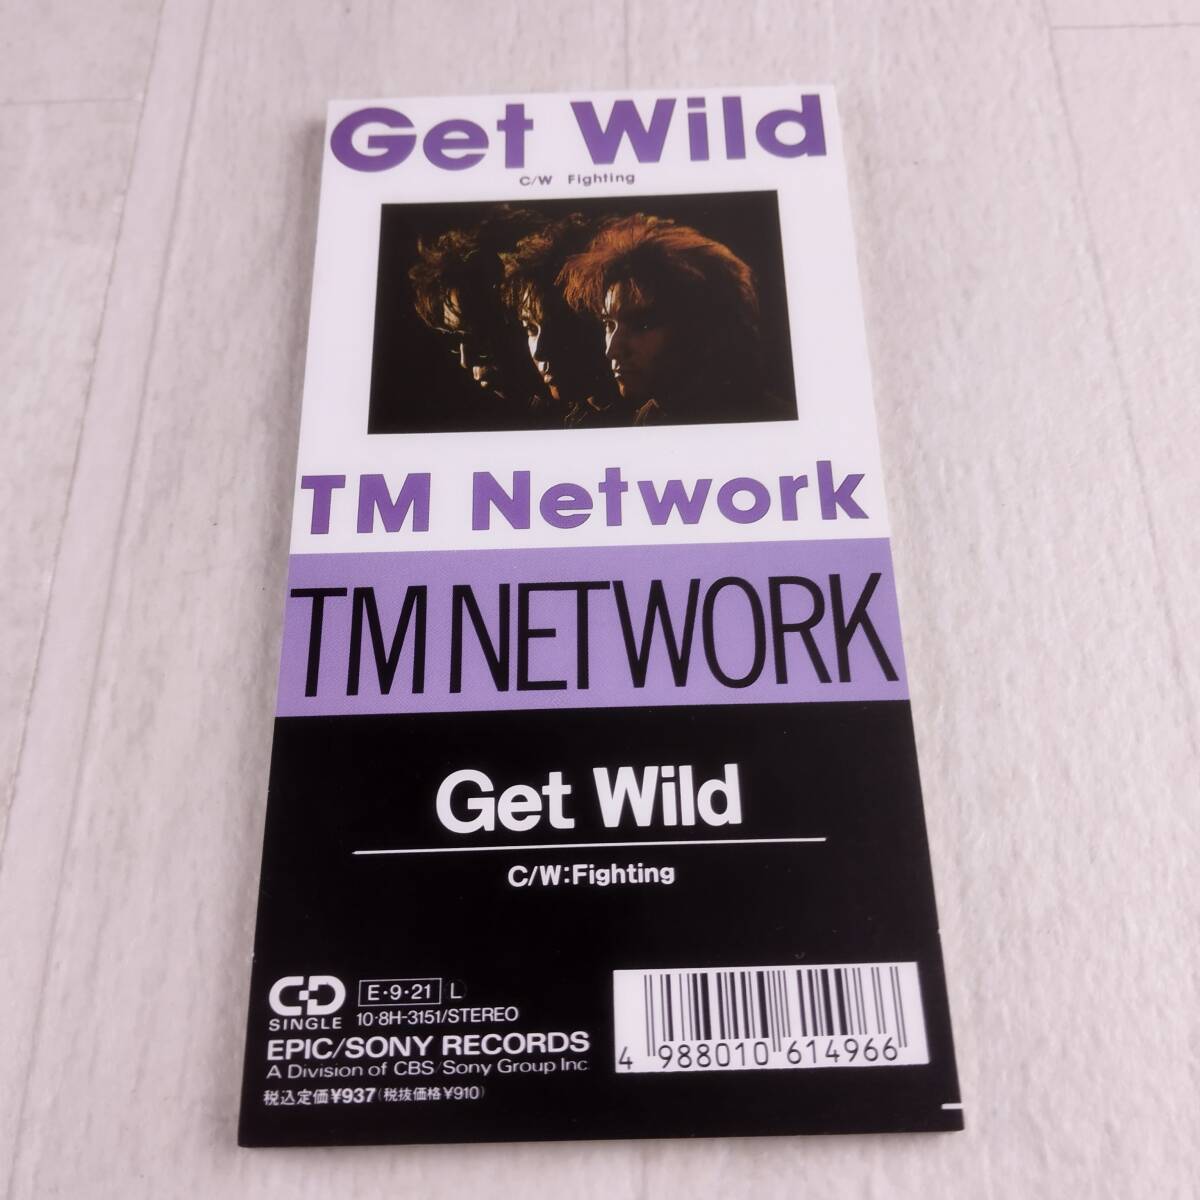 Get Wild
C/W Fighting
TM Network
TM NETWORK
Get Wild
C/W:Fighting
CD
SINGLE
E・9・21 L
10・8H-3151/STEREO
EPIC/SONY RECORDS
A Division of CBS/Sony Group Inc.
税込定価¥937(税抜価格¥910)
4 988010 614966